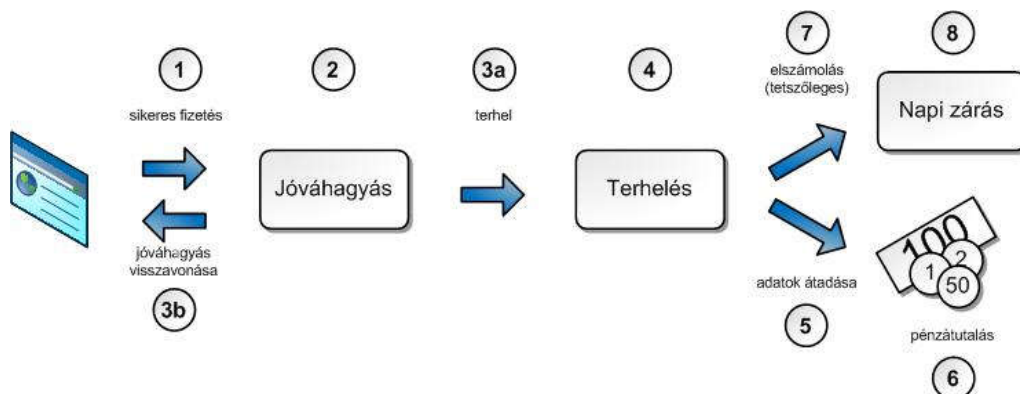 1
sikeres fizetés
2
3a
terhel
4
7
elszámolás
(tetszőleges)
8
Napi zárás
Jóváhagyás
Terhelés
jóváhagyás
visszavonása
3b
adatok átadása
5
100
1
2
50
pénzátutalás
6